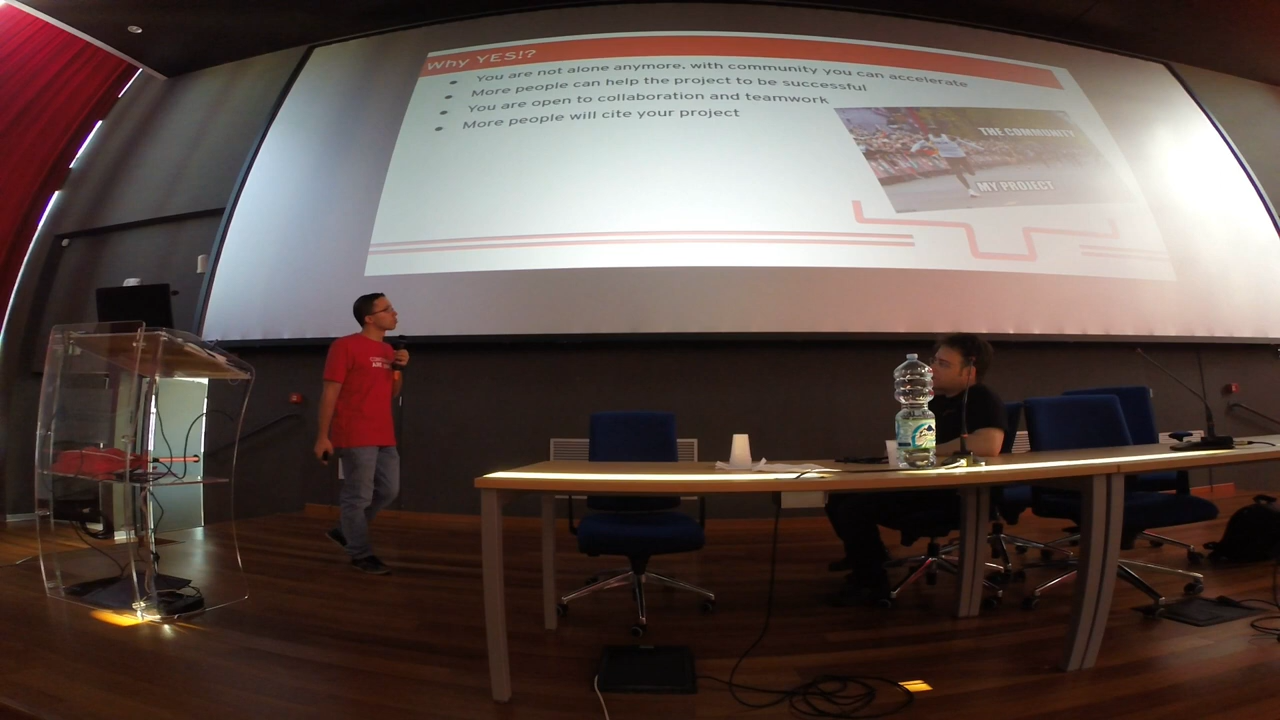 Why YES!?
You are not alone anymore, with community you can accelerate
More people can help the project to be successful
You are open to collaboration and teamwork
More people will cite your project
THE COMMUNITY
MY PROJECT